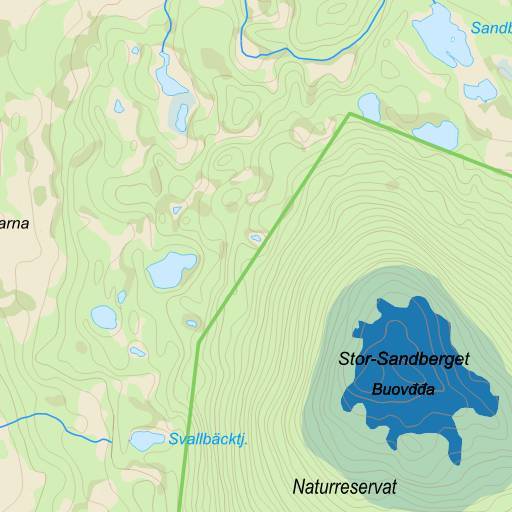 Sandb
arna
Stor-Sandberget
Buovđđa
Svallbäcktj.
Naturreservat